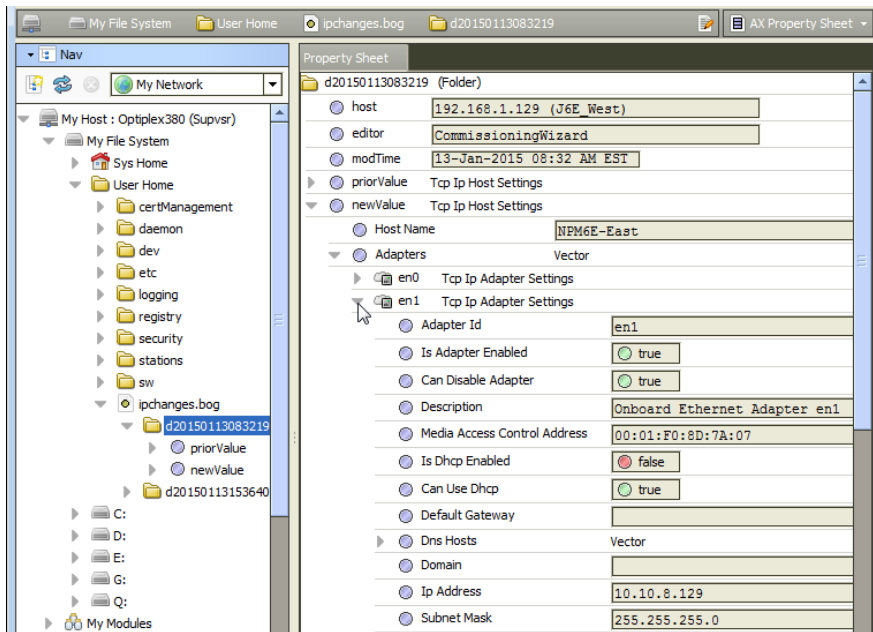 My File System User Home ipchanges.bog d20150113083219 AX Property Sheet
Nav
My Network
My Host : Optiplex380 (Supvsr)
My File System
Sys Home
User Home
certManagement
daemon
dev
etc
logging
registry
security
stations
sw
ipchanges.bog
d20150113083219
priorValue
newValue
d20150113153640
C:
D:
E:
G:
Q:
My Modules
Property Sheet
d20150113083219 (Folder)
host 192.168.1.129 (J6E_West)
editor CommissioningWizard
modTime 13-Jan-2015 08:32 AM EST
priorValue Tcp Ip Host Settings
newValue Tcp Ip Host Settings
Host Name NPM6E-East
Adapters Vector
en0 Tcp Ip Adapter Settings
en1 Tcp Ip Adapter Settings
Adapter Id en1
Is Adapter Enabled true
Can Disable Adapter true
Description Onboard Ethernet Adapter en1
Media Access Control Address 00:01:F0:8D:7A:07
Is Dhcp Enabled false
Can Use Dhcp true
Default Gateway
Dns Hosts Vector
Domain
Ip Address 10.10.8.129
Subnet Mask 255.255.255.0